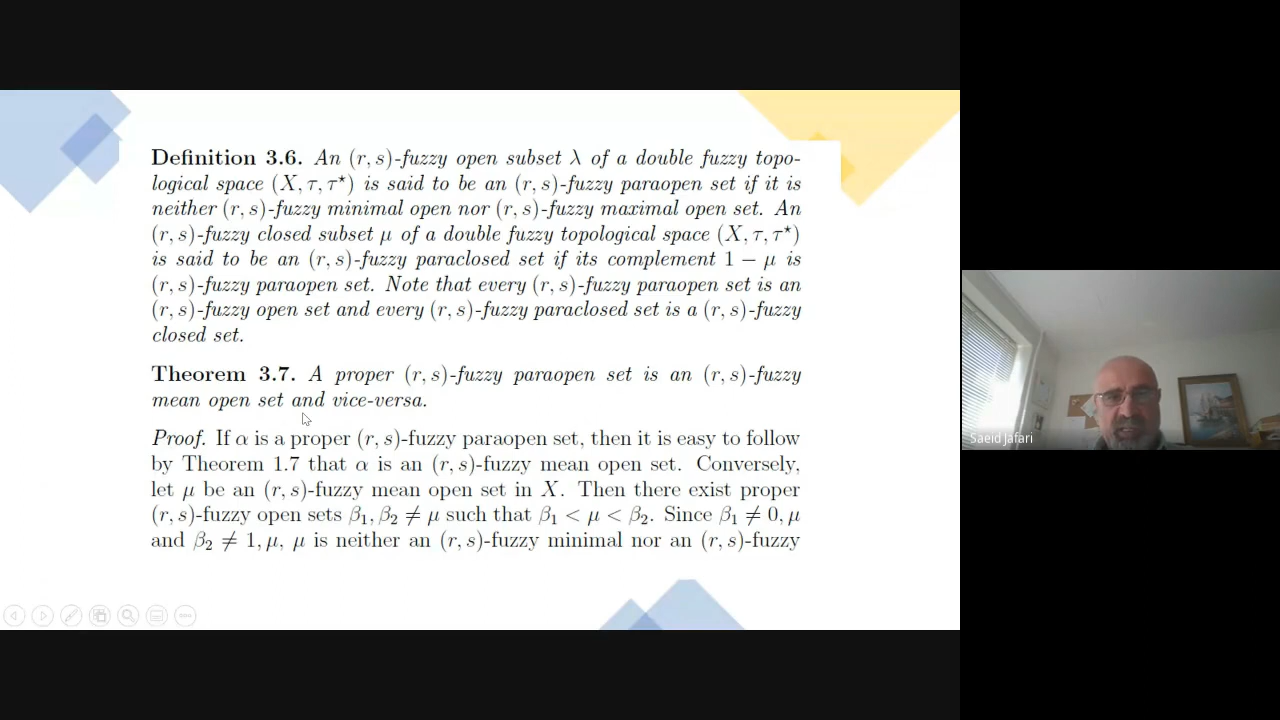 Definition 3.6. An (r, s)-fuzzy open subset λ of a double fuzzy topo-
logical space (X, τ, τ⋆) is said to be an (r, s)-fuzzy paraopen set if it is
neither (r, s)-fuzzy minimal open nor (r, s)-fuzzy maximal open set. An
(r, s)-fuzzy closed subset μ of a double fuzzy topological space (X, τ, τ⋆)
is said to be an (r, s)-fuzzy paraclosed set if its complement 1 − μ is
(r, s)-fuzzy paraopen set. Note that every (r, s)-fuzzy paraopen set is an
(r, s)-fuzzy open set and every (r, s)-fuzzy paraclosed set is a (r, s)-fuzzy
closed set.
Theorem 3.7. A proper (r, s)-fuzzy paraopen set is an (r, s)-fuzzy
mean open set and vice-versa.
Proof. If α is a proper (r, s)-fuzzy paraopen set, then it is easy to follow
by Theorem 1.7 that α is an (r, s)-fuzzy mean open set. Conversely,
let μ be an (r, s)-fuzzy mean open set in X. Then there exist proper
(r, s)-fuzzy open sets β₁, β₂ ≠ μ such that β₁ < μ < β₂. Since β₁ ≠ 0, μ
and β₂ ≠ 1, μ, μ is neither an (r, s)-fuzzy minimal nor an (r, s)-fuzzy
Saeid Jafari